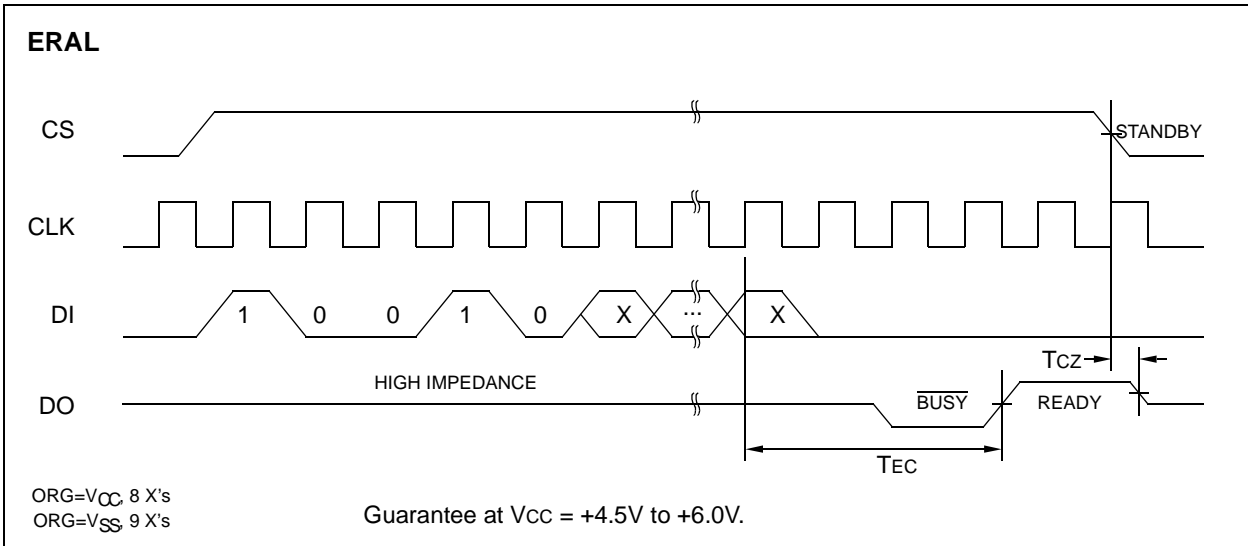 ERAL
CS
STANDBY
CLK
DI
1 0 0 1 0 X ... X
TCZ
HIGH IMPEDANCE
DO
BUSY
READY
TEC
ORG=VCC, 8 X's
ORG=VSS, 9 X's
Guarantee at VCC = +4.5V to +6.0V.